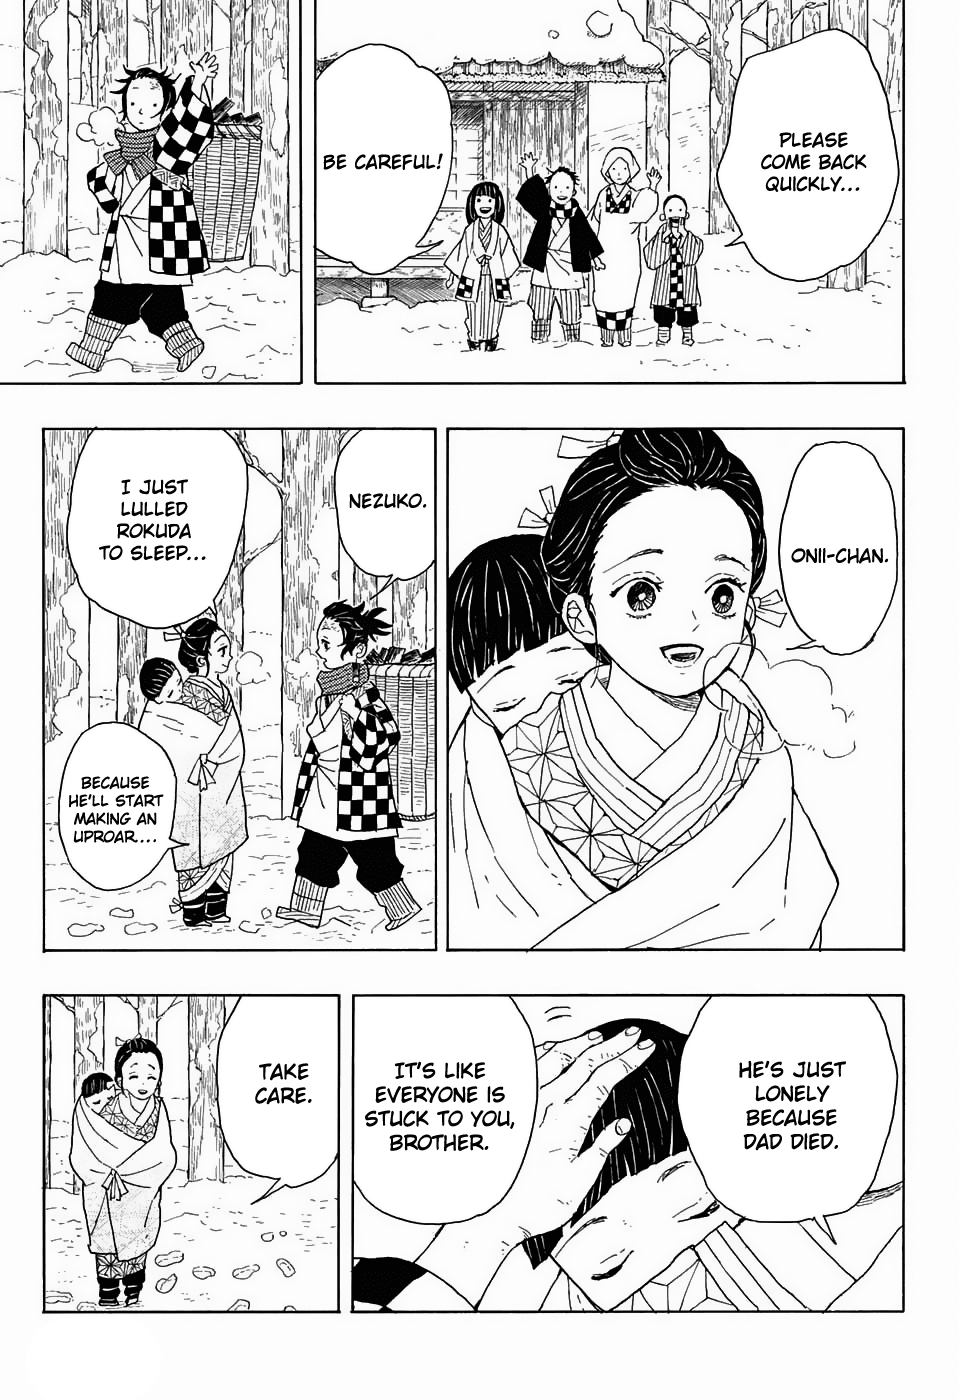 PLEASE
COME BACK
QUICKLY...
BE CAREFUL!
ONII-CHAN.
NEZUKO.
I JUST
LULLED
ROKUDA
TO SLEEP...
BECAUSE
HE'LL START
MAKING AN
UPROAR....
HE'S JUST
LONELY
BECAUSE
DAD DIED.
IT'S LIKE
EVERYONE IS
STUCK TO YOU,
BROTHER.
TAKE
CARE.